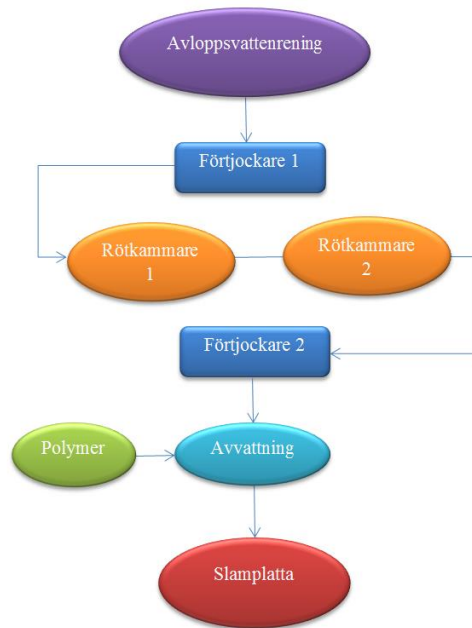 Avloppsvattenrening
Förtjockare 1
Rötkammare
1
Rötkammare
2
Förtjockare 2
Polymer
Avvattning
Slamplatta